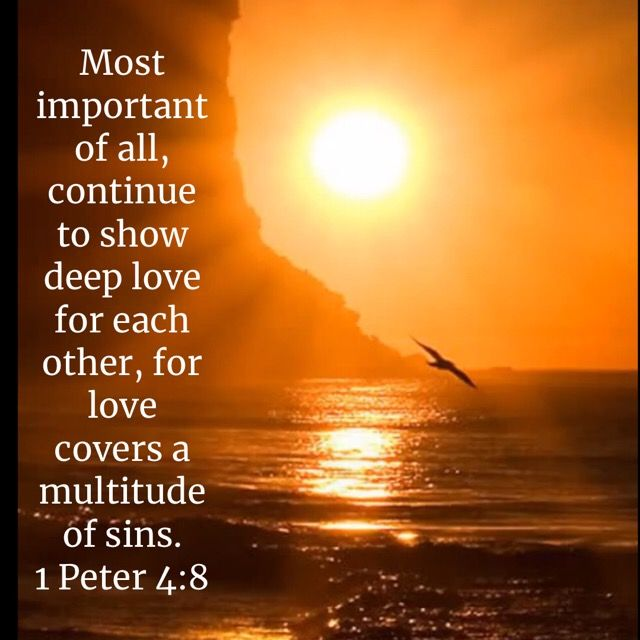 Most
important
of all,
continue
to show
deep love
for each
other, for
love
covers a
multitude
of sins.
1 Peter 4:8